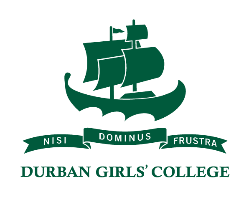 NISI DOMINUS FRUSTRA
DURBAN GIRLS' COLLEGE